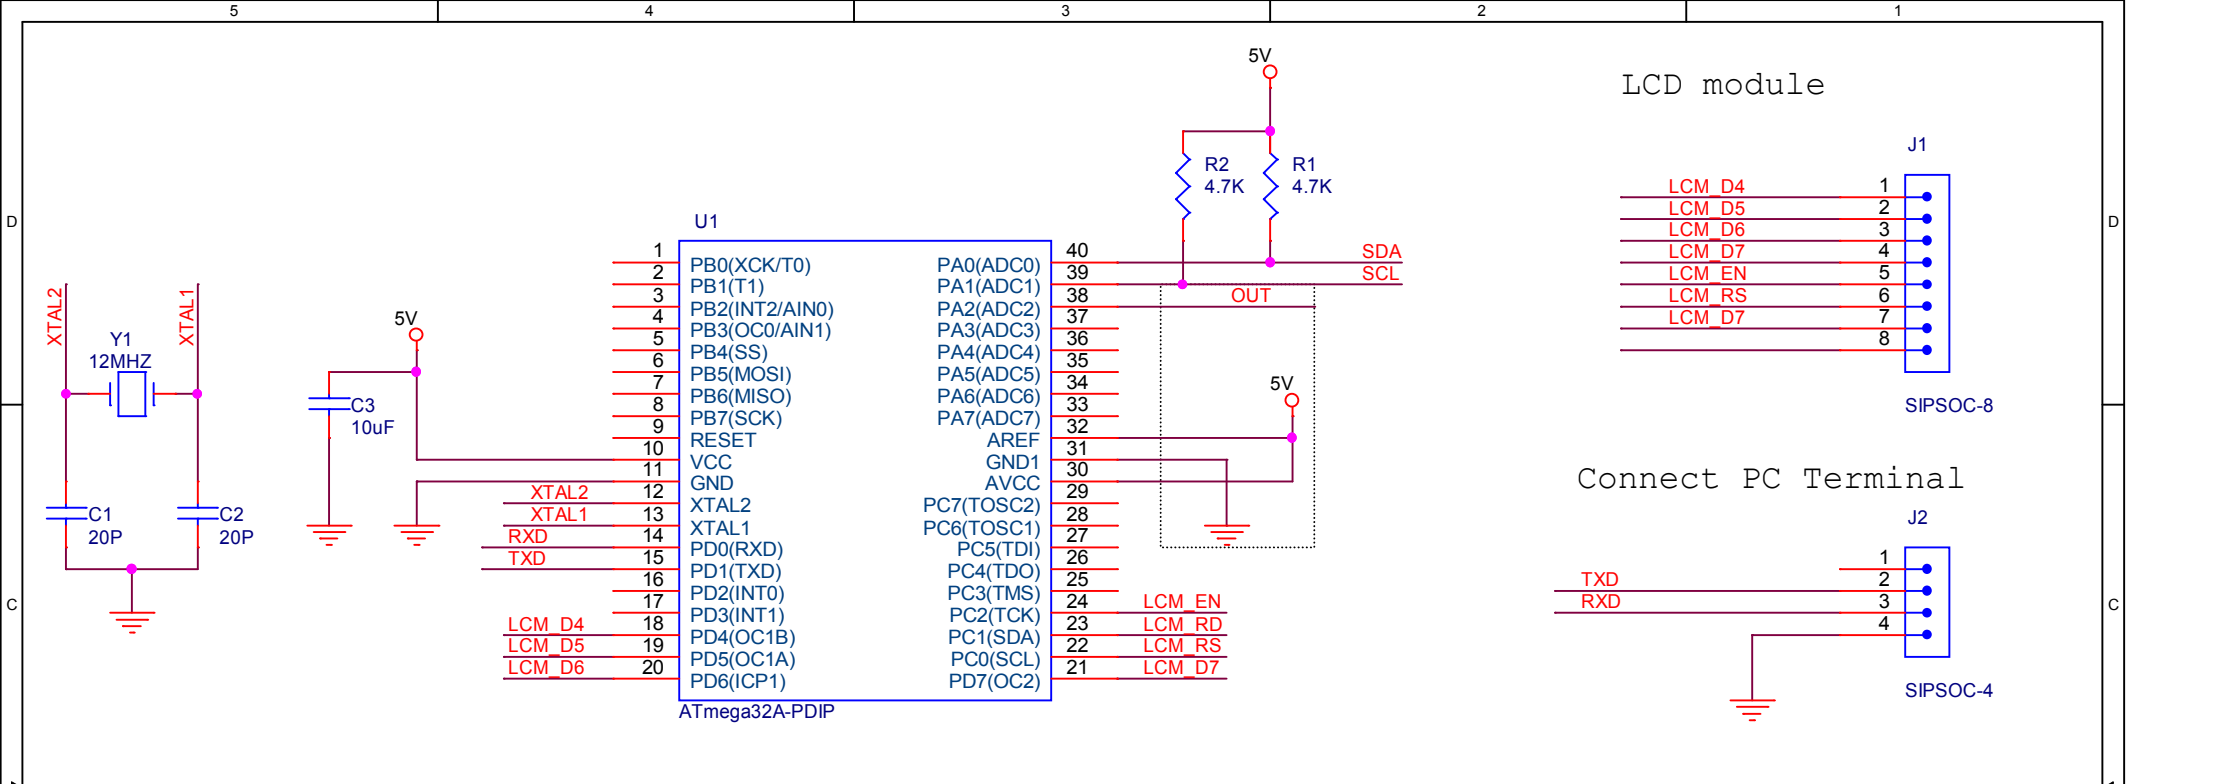 5 4 3 2 1
D D
C C
XTAL2
XTAL1
Y1
12MHZ
C1
20P
C2
20P
5V
C3
10uF
U1
1 PB0(XCK/T0)
2 PB1(T1)
3 PB2(INT2/AIN0)
4 PB3(OC0/AIN1)
5 PB4(SS)
6 PB5(MOSI)
7 PB6(MISO)
8 PB7(SCK)
9 RESET
10 VCC
11 GND
XTAL2 12 XTAL2
XTAL1 13 XTAL1
RXD 14 PD0(RXD)
TXD 15 PD1(TXD)
16 PD2(INT0)
17 PD3(INT1)
LCM_D4 18 PD4(OC1B)
LCM_D5 19 PD5(OC1A)
LCM_D6 20 PD6(ICP1)
PA0(ADC0) 40 SDA
PA1(ADC1) 39 SCL
PA2(ADC2) 38 OUT
PA3(ADC3) 37
PA4(ADC4) 36
PA5(ADC5) 35
PA6(ADC6) 34
PA7(ADC7) 33
AREF 32
GND1 31
AVCC 30
PC7(TOSC2) 29
PC6(TOSC1) 28
PC5(TDI) 27
PC4(TDO) 26
PC3(TMS) 25
PC2(TCK) 24 LCM_EN
PC1(SDA) 23 LCM_RD
PC0(SCL) 22 LCM_RS
PD7(OC2) 21 LCM_D7
ATmega32A-PDIP
5V
R2
4.7K
R1
4.7K
5V
LCD module
J1
LCM_D4 1
LCM_D5 2
LCM_D6 3
LCM_D7 4
LCM_EN 5
LCM_RS 6
LCM_D7 7
8
SIPSOC-8
Connect PC Terminal
J2
1
TXD 2
RXD 3
4
SIPSOC-4